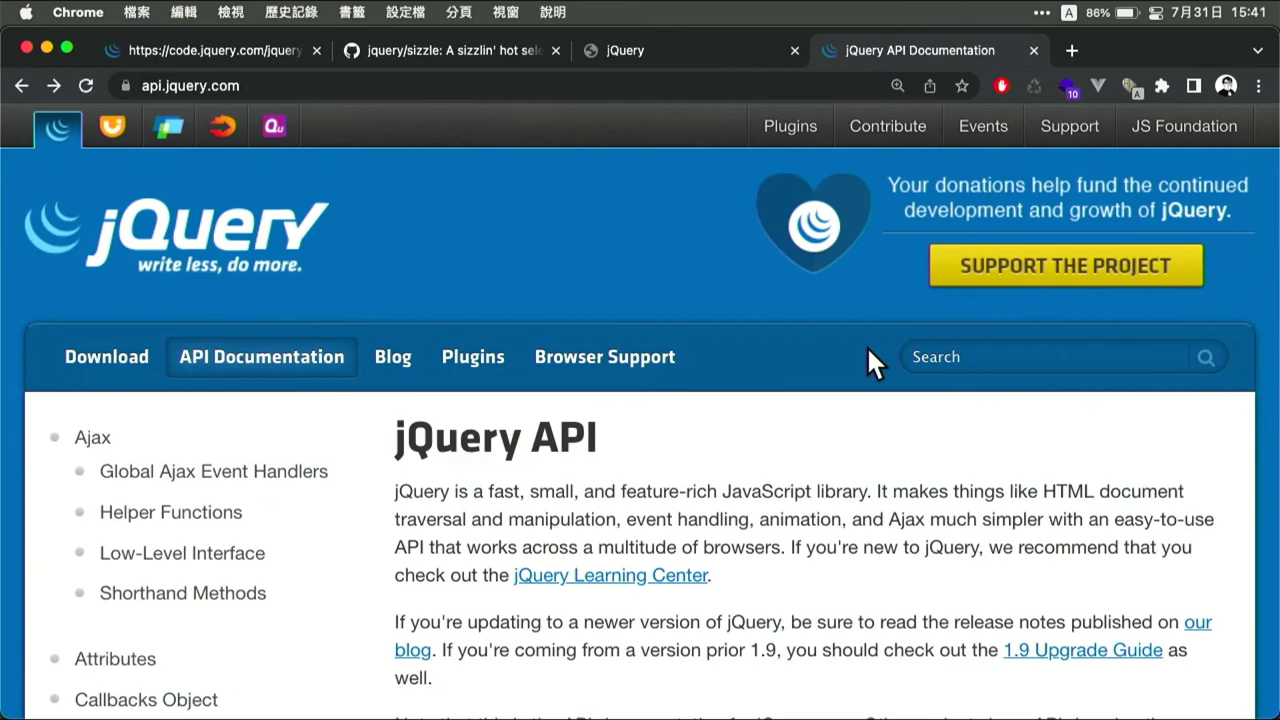 Chrome 檔案 編輯 檢視 歷史記錄 書籤 設定檔 分頁 視窗 說明 A 86% 7月31日 15:41
https://code.jquery.com/jquery jquery/sizzle: A sizzlin' hot sele jQuery jQuery API Documentation
api.jquery.com 10 A
Qu Plugins Contribute Events Support JS Foundation
jQuery
write less, do more.
Your donations help fund the continued
development and growth of jQuery.
SUPPORT THE PROJECT
Download API Documentation Blog Plugins Browser Support Search
Ajax
Global Ajax Event Handlers
Helper Functions
Low-Level Interface
Shorthand Methods
Attributes
Callbacks Object
jQuery API
jQuery is a fast, small, and feature-rich JavaScript library. It makes things like HTML document
traversal and manipulation, event handling, animation, and Ajax much simpler with an easy-to-use
API that works across a multitude of browsers. If you're new to jQuery, we recommend that you
check out the jQuery Learning Center.
If you're updating to a newer version of jQuery, be sure to read the release notes published on our
blog. If you're coming from a version prior 1.9, you should check out the 1.9 Upgrade Guide as
well.